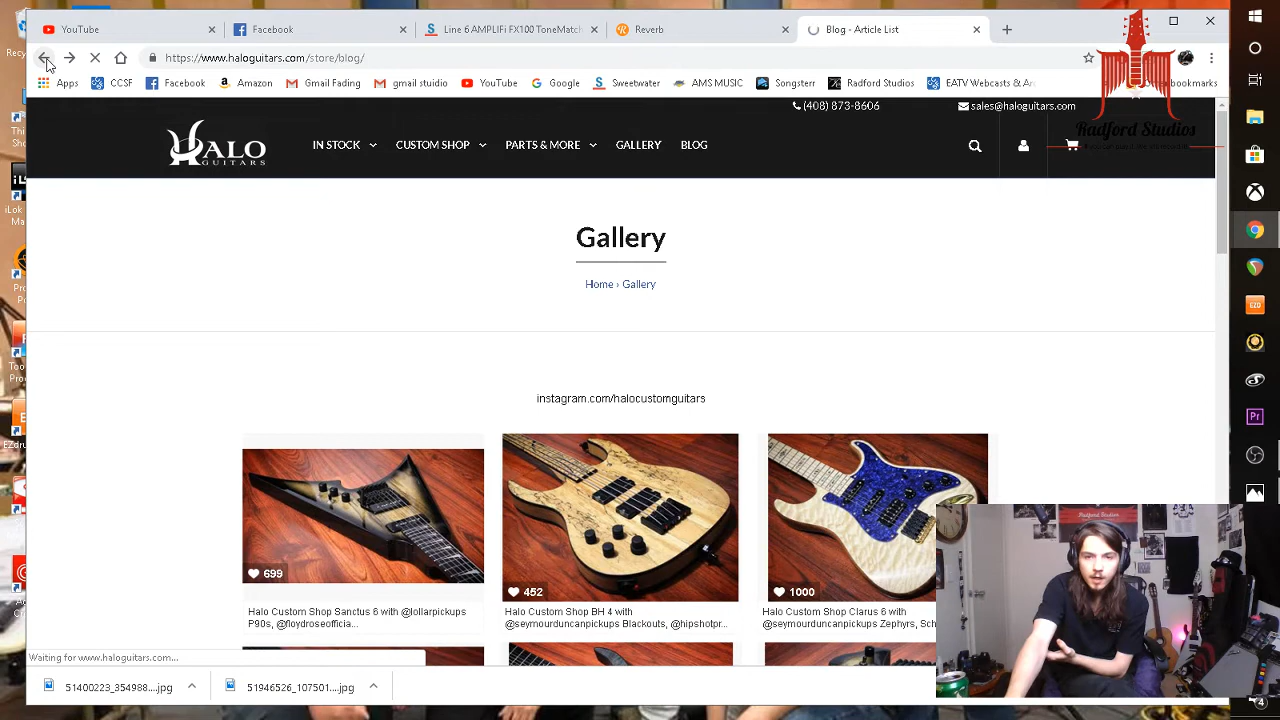 YouTube
Facebook
Line 6 AMPLIFi FX100 ToneMatch
Reverb
Blog - Article List
https://www.haloguitars.com/store/blog/
Apps
CCSF
Facebook
Amazon
Gmail Fading
gmail stuidio
YouTube
Google
Sweetwater
AMS MUSIC
Songsterr
Radford Studios
EATV Webcasts & Ar
ookmarks
Radford Studios
(408) 873-8606
sales@haloguitars.com
HALO
GUITARS
IN STOCK
CUSTOM SHOP
PARTS & MORE
GALLERY
BLOG
Gallery
Home › Gallery
instagram.com/halocustomguitars
699
452
1000
Halo Custom Shop Sanctus 6 with @lollarpickups
P90s, @floydroseofficia...
Halo Custom Shop BH 4 with
@seymourduncanpickups Blackouts, @hipshotpr...
Halo Custom Shop Clarus 6 with
@seymourduncanpickups Zephyrs, Sch
Waiting for www.haloguitars.com...
51400223_354988....jpg
51946526_107501....jpg
Radford Studios